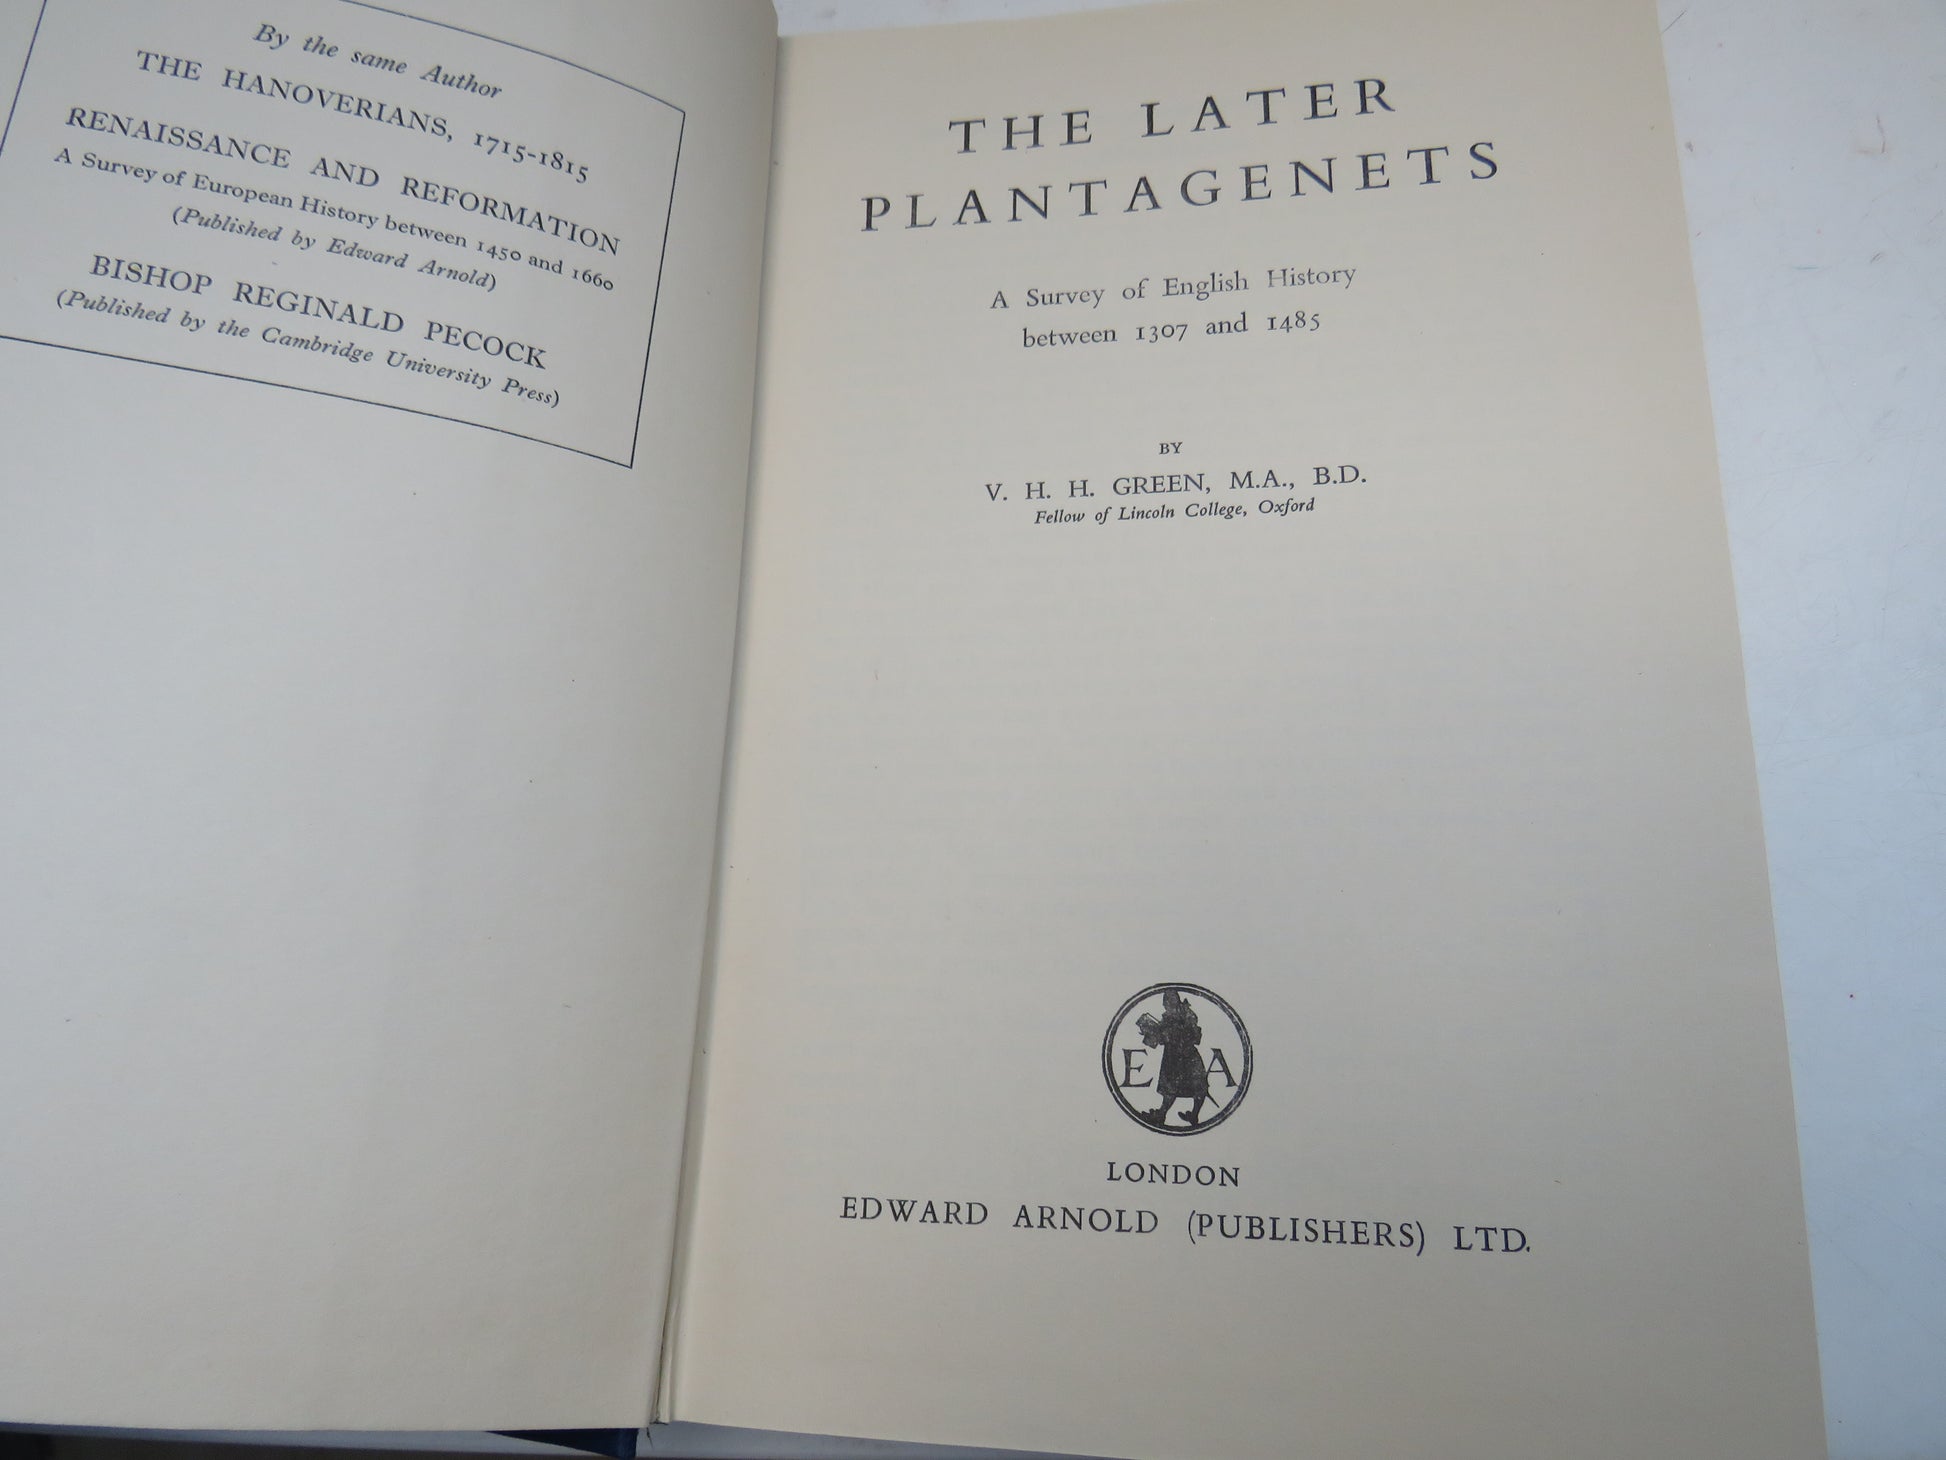 By the same Author
THE HANOVERIANS, 1715-1815
RENAISSANCE AND REFORMATION
A Survey of European History between 1450 and 1660
(Published by Edward Arnold)
BISHOP REGINALD PECOCK
(Published by the Cambridge University Press)
THE LATER
PLANTAGENETS
A Survey of English History
between 1307 and 1485
BY
V. H. H. GREEN, M.A., B.D.
Fellow of Lincoln College, Oxford
E A
LONDON
EDWARD ARNOLD (PUBLISHERS) LTD.